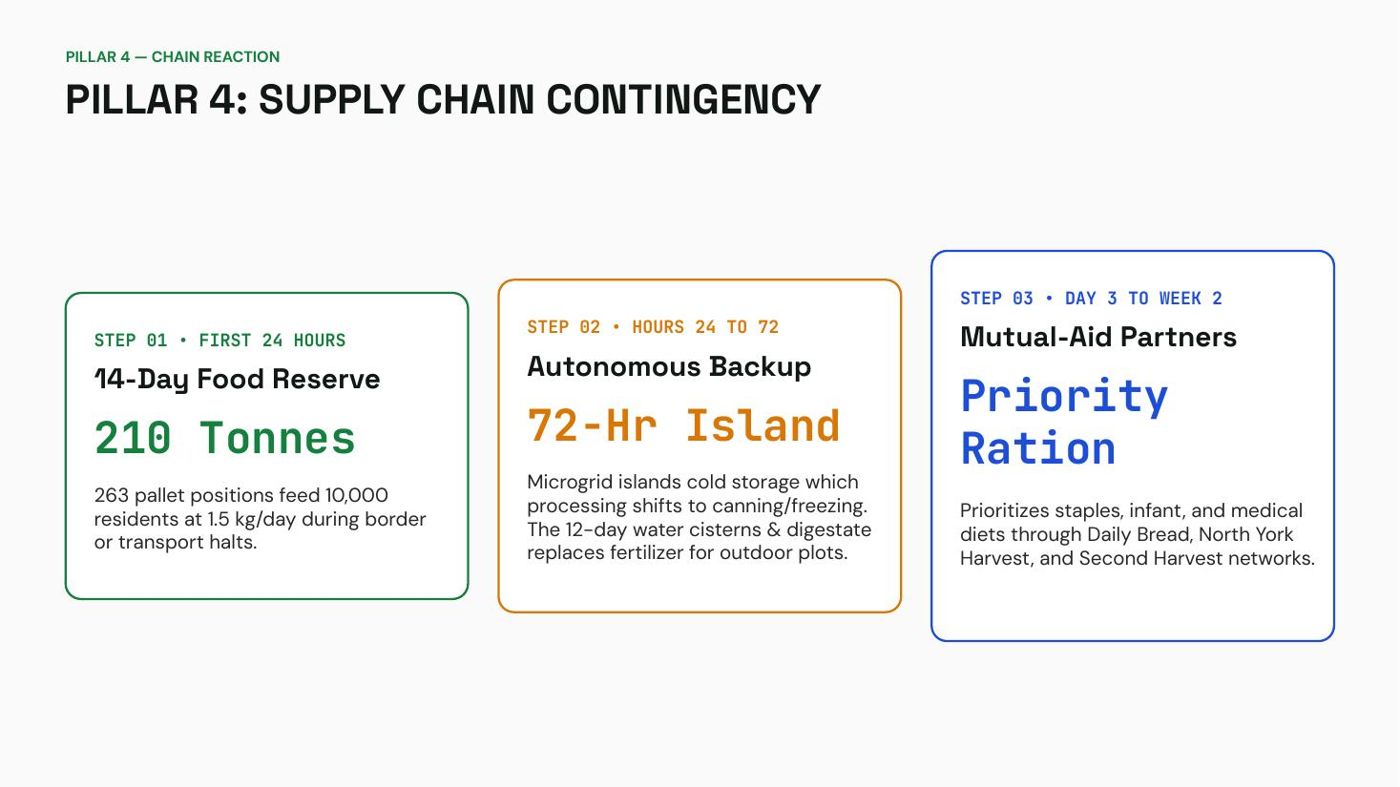 PILLAR 4 — CHAIN REACTION
PILLAR 4: SUPPLY CHAIN CONTINGENCY
STEP 01 • FIRST 24 HOURS
14-Day Food Reserve
210 Tonnes
263 pallet positions feed 10,000
residents at 1.5 kg/day during border
or transport halts.
STEP 02 • HOURS 24 TO 72
Autonomous Backup
72-Hr Island
Microgrid islands cold storage which
processing shifts to canning/freezing.
The 12-day water cisterns & digestate
replaces fertilizer for outdoor plots.
STEP 03 • DAY 3 TO WEEK 2
Mutual-Aid Partners
Priority
Ration
Prioritizes staples, infant, and medical
diets through Daily Bread, North York
Harvest, and Second Harvest networks.